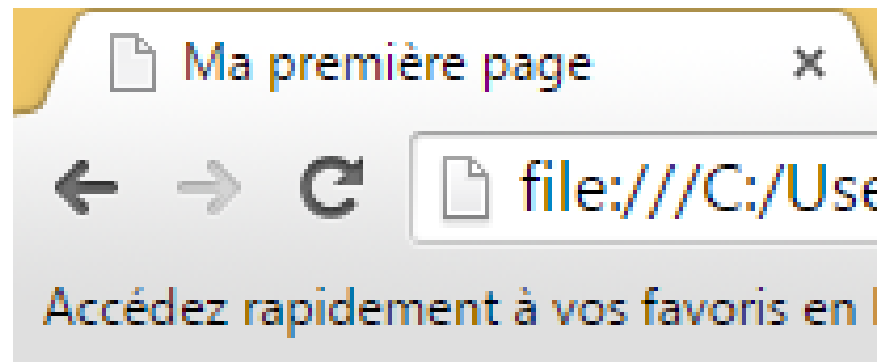 Ma première page
file:///C:/Use
Accédez rapidement à vos favoris en